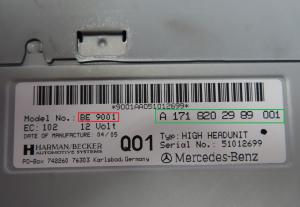 *9001AA051012699*
Model No.: BE 9001
A 171 820 29 89 001
EC: 102 12 Volt
DATE OF MANUFACTURE 04/05
Type: HIGH HEADUNIT
HARMAN/BECKER
AUTOMOTIVE SYSTEMS
Q01
Serial No.: 51012699
PO-Box 742260 76303 Karlsbad, Germany
Mercedes-Benz